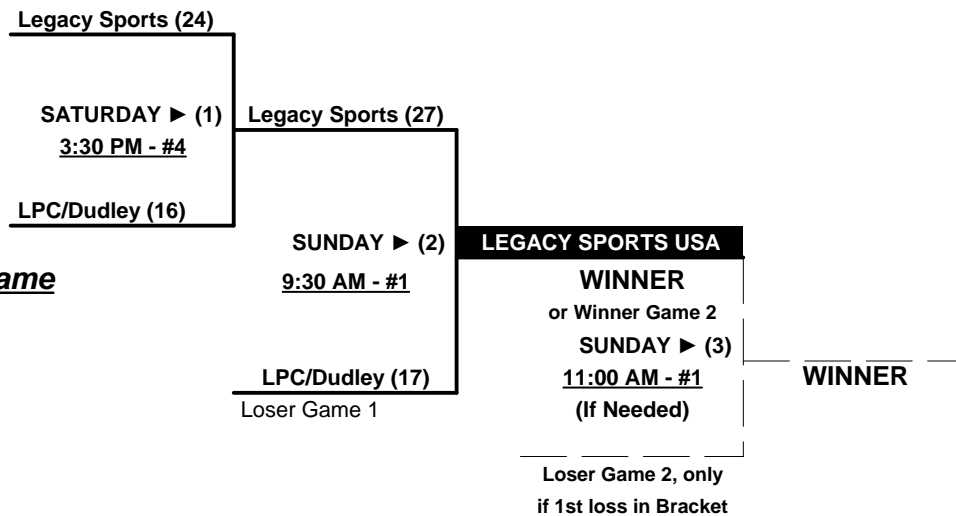 Legacy Sports (24)
SATURDAY ► (1)
3:30 PM - #4
LPC/Dudley (16)
ame
Legacy Sports (27)
SUNDAY ► (2)
9:30 AM - #1
LPC/Dudley (17)
Loser Game 1
LEGACY SPORTS USA
WINNER
or Winner Game 2
SUNDAY ► (3)
11:00 AM - #1
(If Needed)
Loser Game 2, only
if 1st loss in Bracket
WINNER